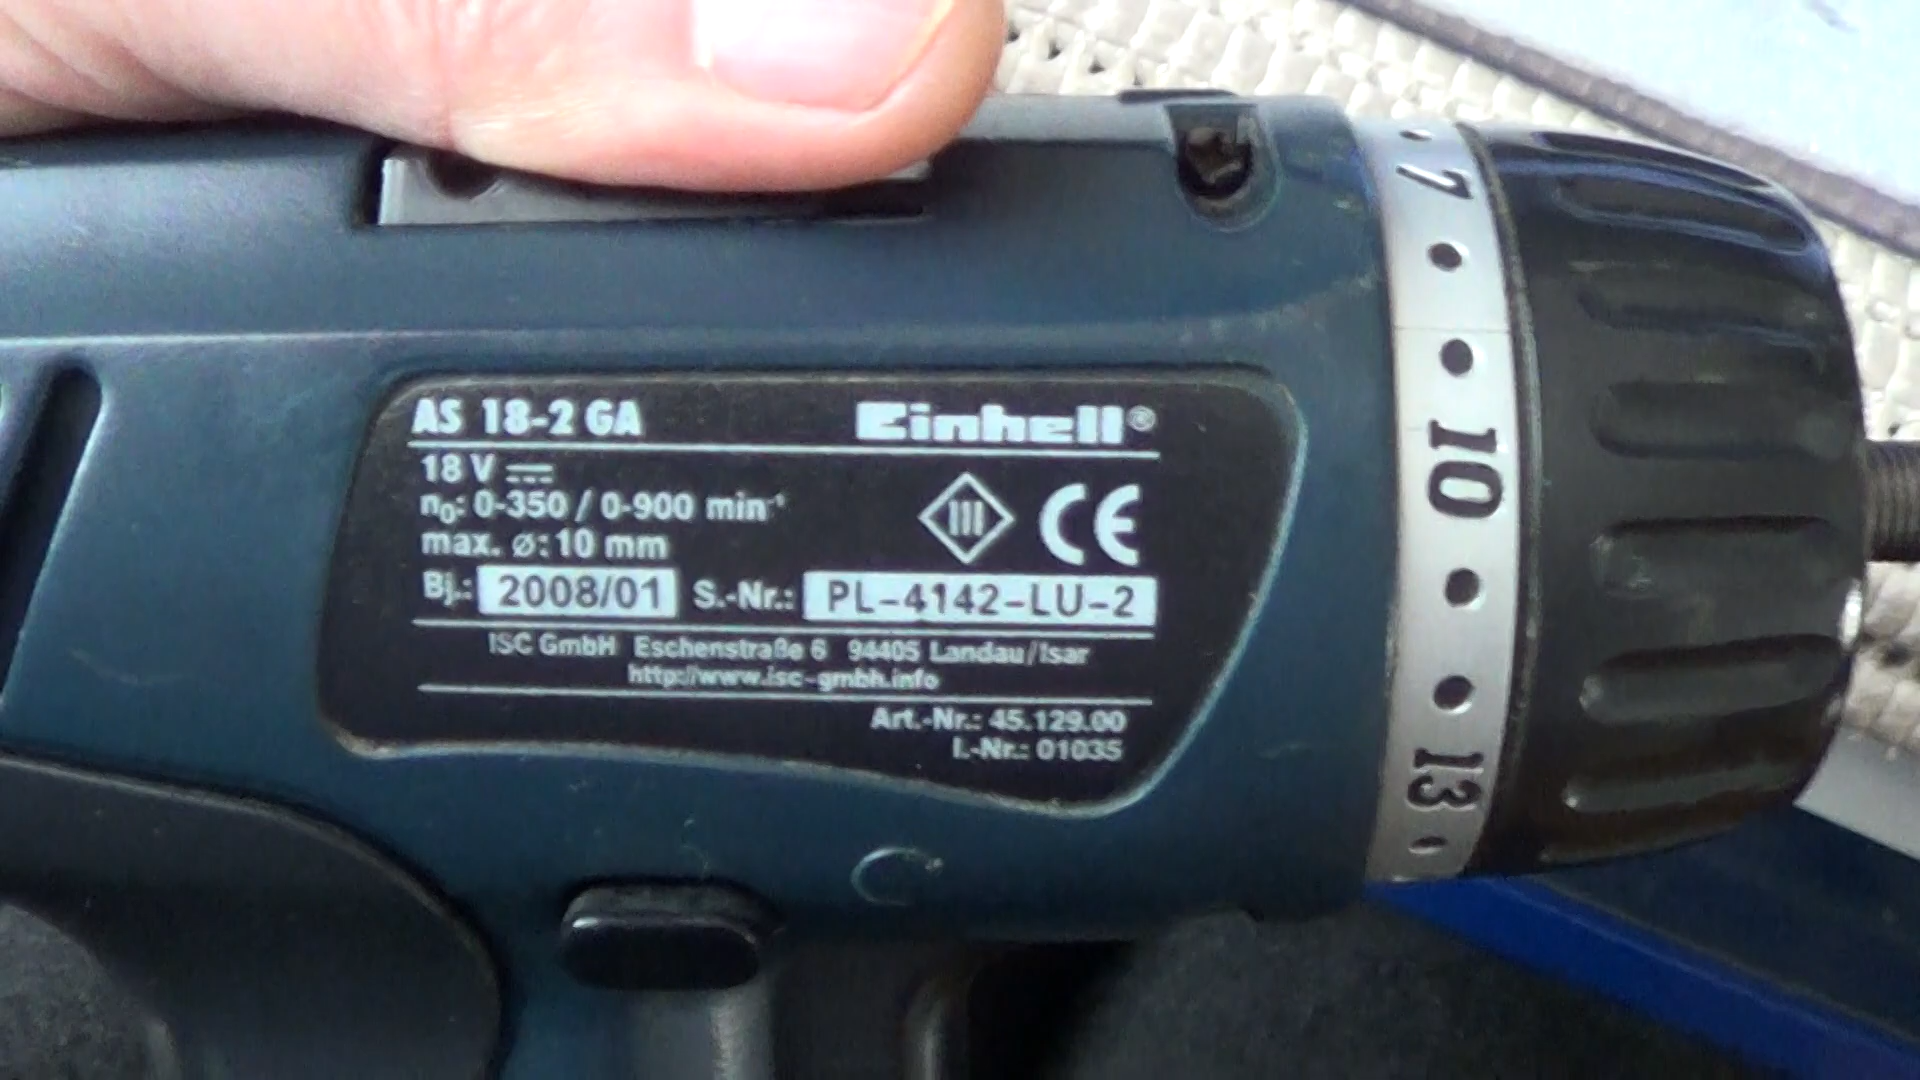 AS 18-2 GA Einhell®
18 V
n₀: 0-350 / 0-900 min⁻¹
max. ø: 10 mm
III CE
Bj.: 2008/01 S.-Nr.: PL-4142-LU-2
ISC GmbH Eschenstraße 6 94405 Landau/Isar
http://www.isc-gmbh.info
Art.-Nr.: 45.129.00
I.-Nr.: 01035
7
10
13